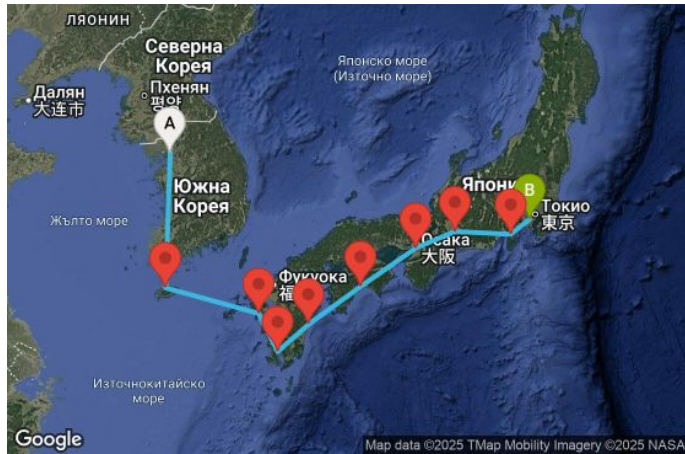 ЛЯОНИН
Северна
Корея
Японско море
(Източно море)
Далян
大连市
Пхенян
평양
A
Южна
Корея
Жълто море
Япони
B
Токио
東京
Осака
大阪
Фукуока
福
Източнокитайско
море
Google
Map data ©2025 TMap Mobility Imagery ©2025 NASA